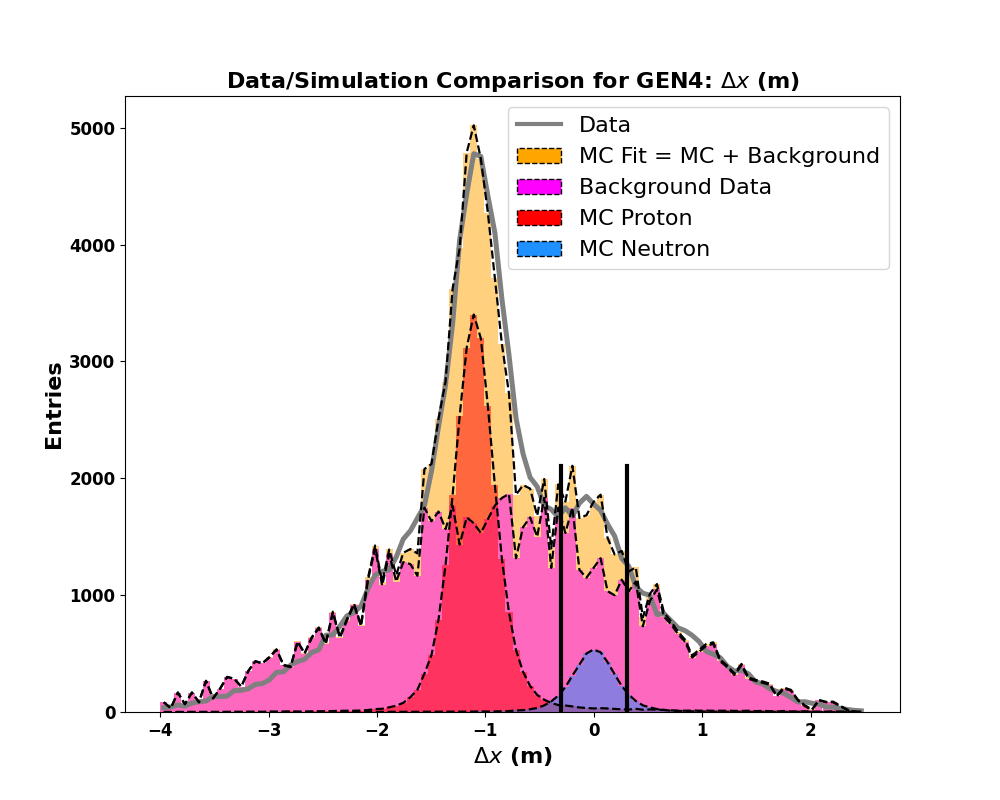 Data/Simulation Comparison for GEN4: Δx (m)
Data
MC Fit = MC + Background
Background Data
MC Proton
MC Neutron
Entries
5000
4000
3000
2000
1000
0
−4 −3 −2 −1 0 1 2
Δx (m)